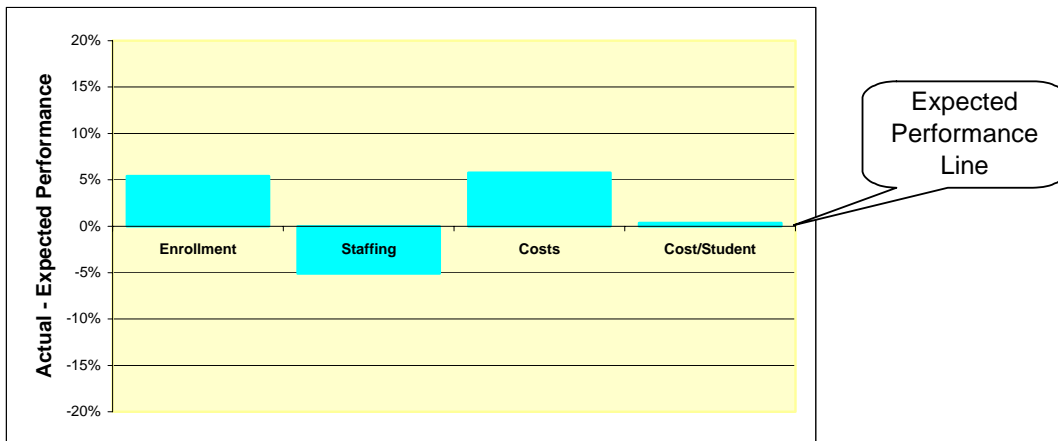 Actual - Expected Performance
20%
15%
10%
5%
0%
-5%
-10%
-15%
-20%
Enrollment Staffing Costs Cost/Student
Expected
Performance
Line